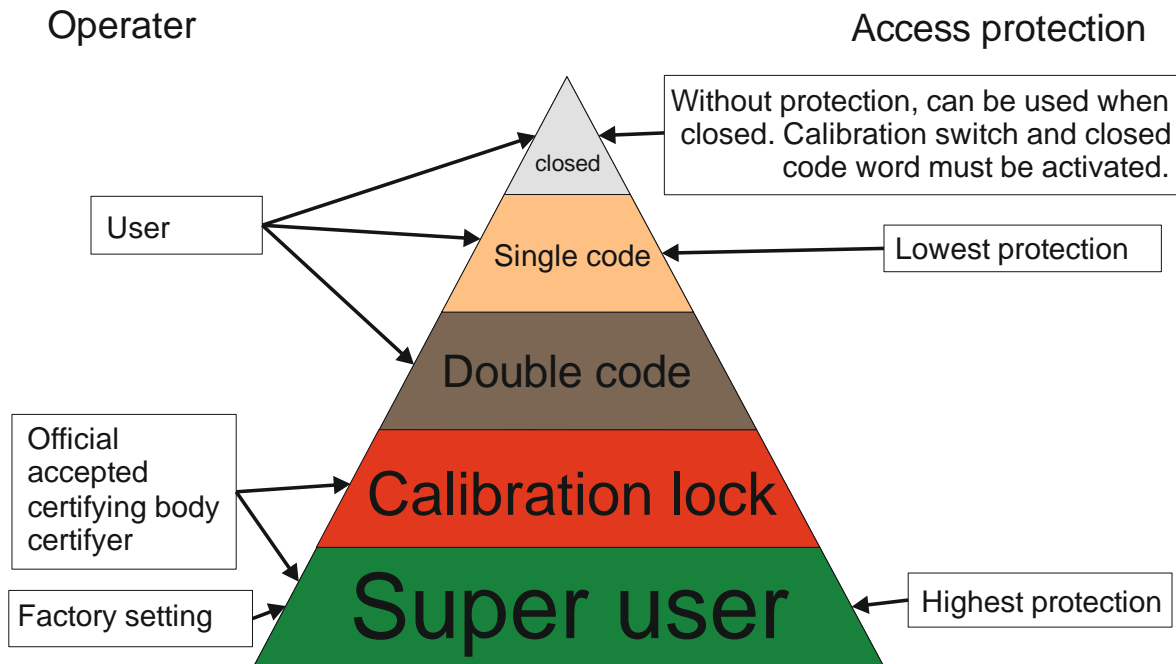 Operater
Access protection
Without protection, can be used when
closed. Calibration switch and closed
code word must be activated.
closed
User
Single code
Lowest protection
Double code
Official
accepted
certifying body
certifyer
Calibration lock
Factory setting
Super user
Highest protection